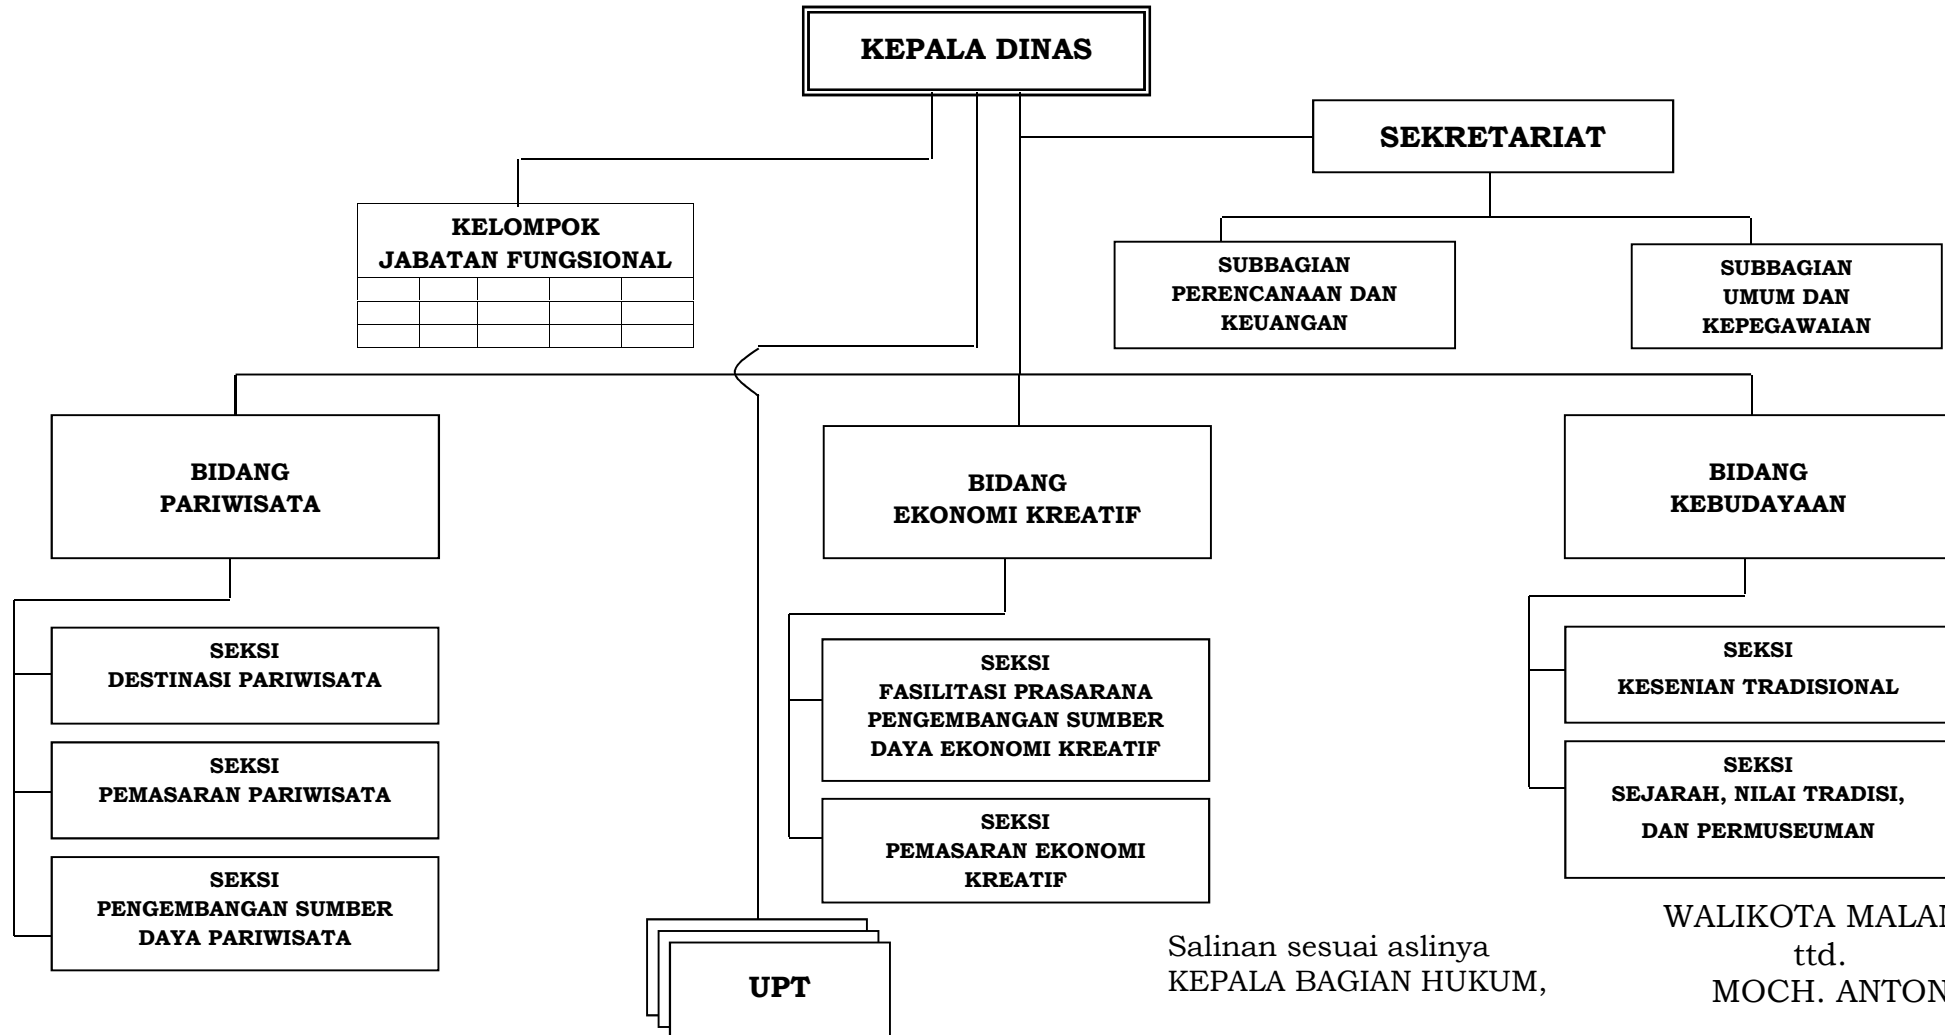 KEPALA DINAS
SEKRETARIAT
KELOMPOK
JABATAN FUNGSIONAL
SUBBAGIAN
PERENCANAAN DAN
KEUANGAN
SUBBAGIAN
UMUM DAN
KEPEGAWAIAN
BIDANG
PARIWISATA
BIDANG
EKONOMI KREATIF
BIDANG
KEBUDAYAAN
SEKSI
DESTINASI PARIWISATA
SEKSI
PEMASARAN PARIWISATA
SEKSI
PENGEMBANGAN SUMBER
DAYA PARIWISATA
SEKSI
FASILITASI PRASARANA
PENGEMBANGAN SUMBER
DAYA EKONOMI KREATIF
SEKSI
PEMASARAN EKONOMI
KREATIF
SEKSI
KESENIAN TRADISIONAL
SEKSI
SEJARAH, NILAI TRADISI,
DAN PERMUSEUMAN
UPT
Salinan sesuai aslinya
KEPALA BAGIAN HUKUM,
WALIKOTA
ttd.
MOCH. ANTON